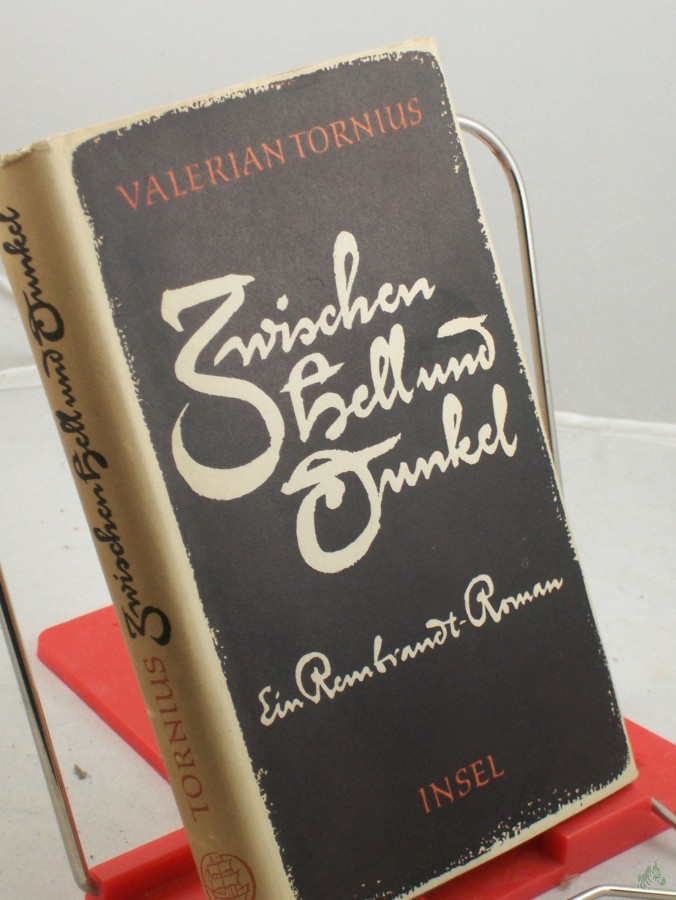 VALERIAN TORNIUS
Zwischen
Hell und
Dunkel
Ein Rembrandt-Roman
INSEL
TORNIUS Zwischen Hell und Dunkel